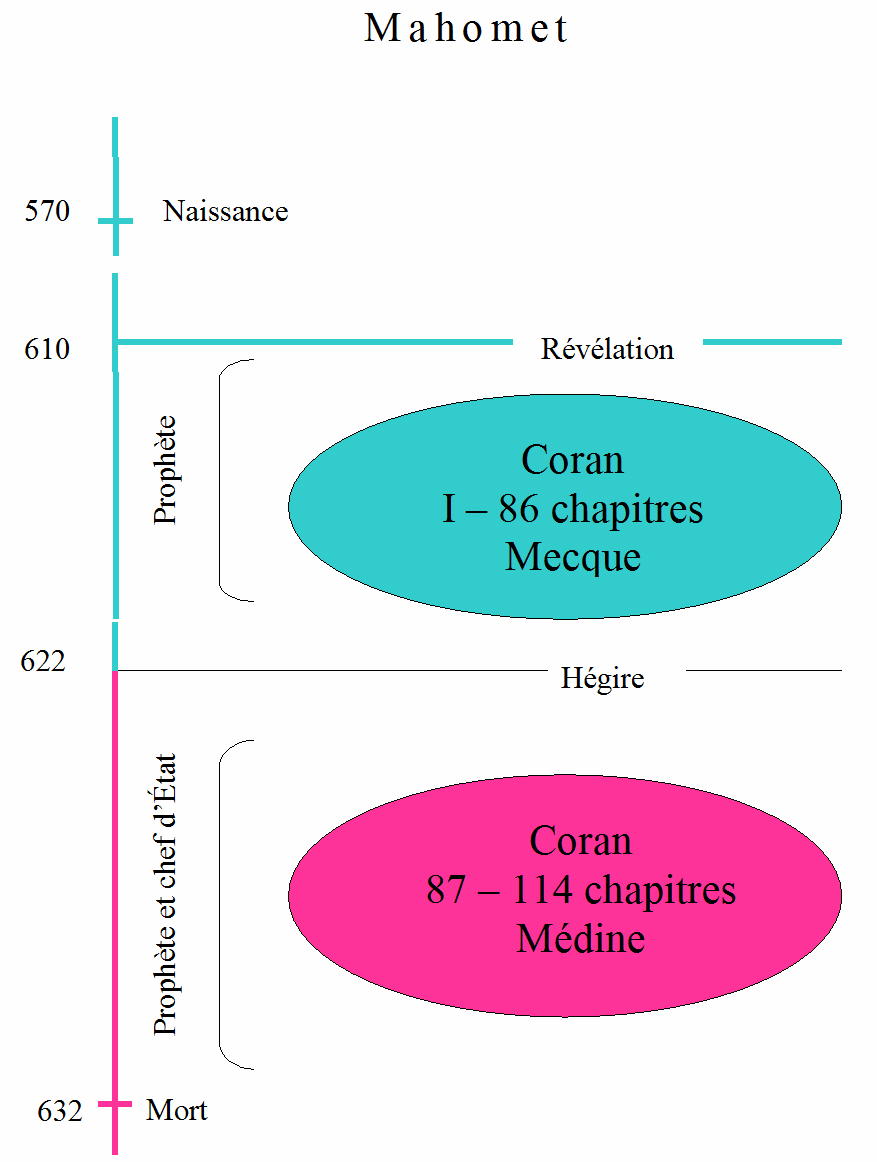 Mahomet
570 Naissance
610 Révélation
Prophète
Coran
I – 86 chapitres
Mecque
622 Hégire
Prophète et chef d’État
Coran
87 – 114 chapitres
Médine
632 Mort